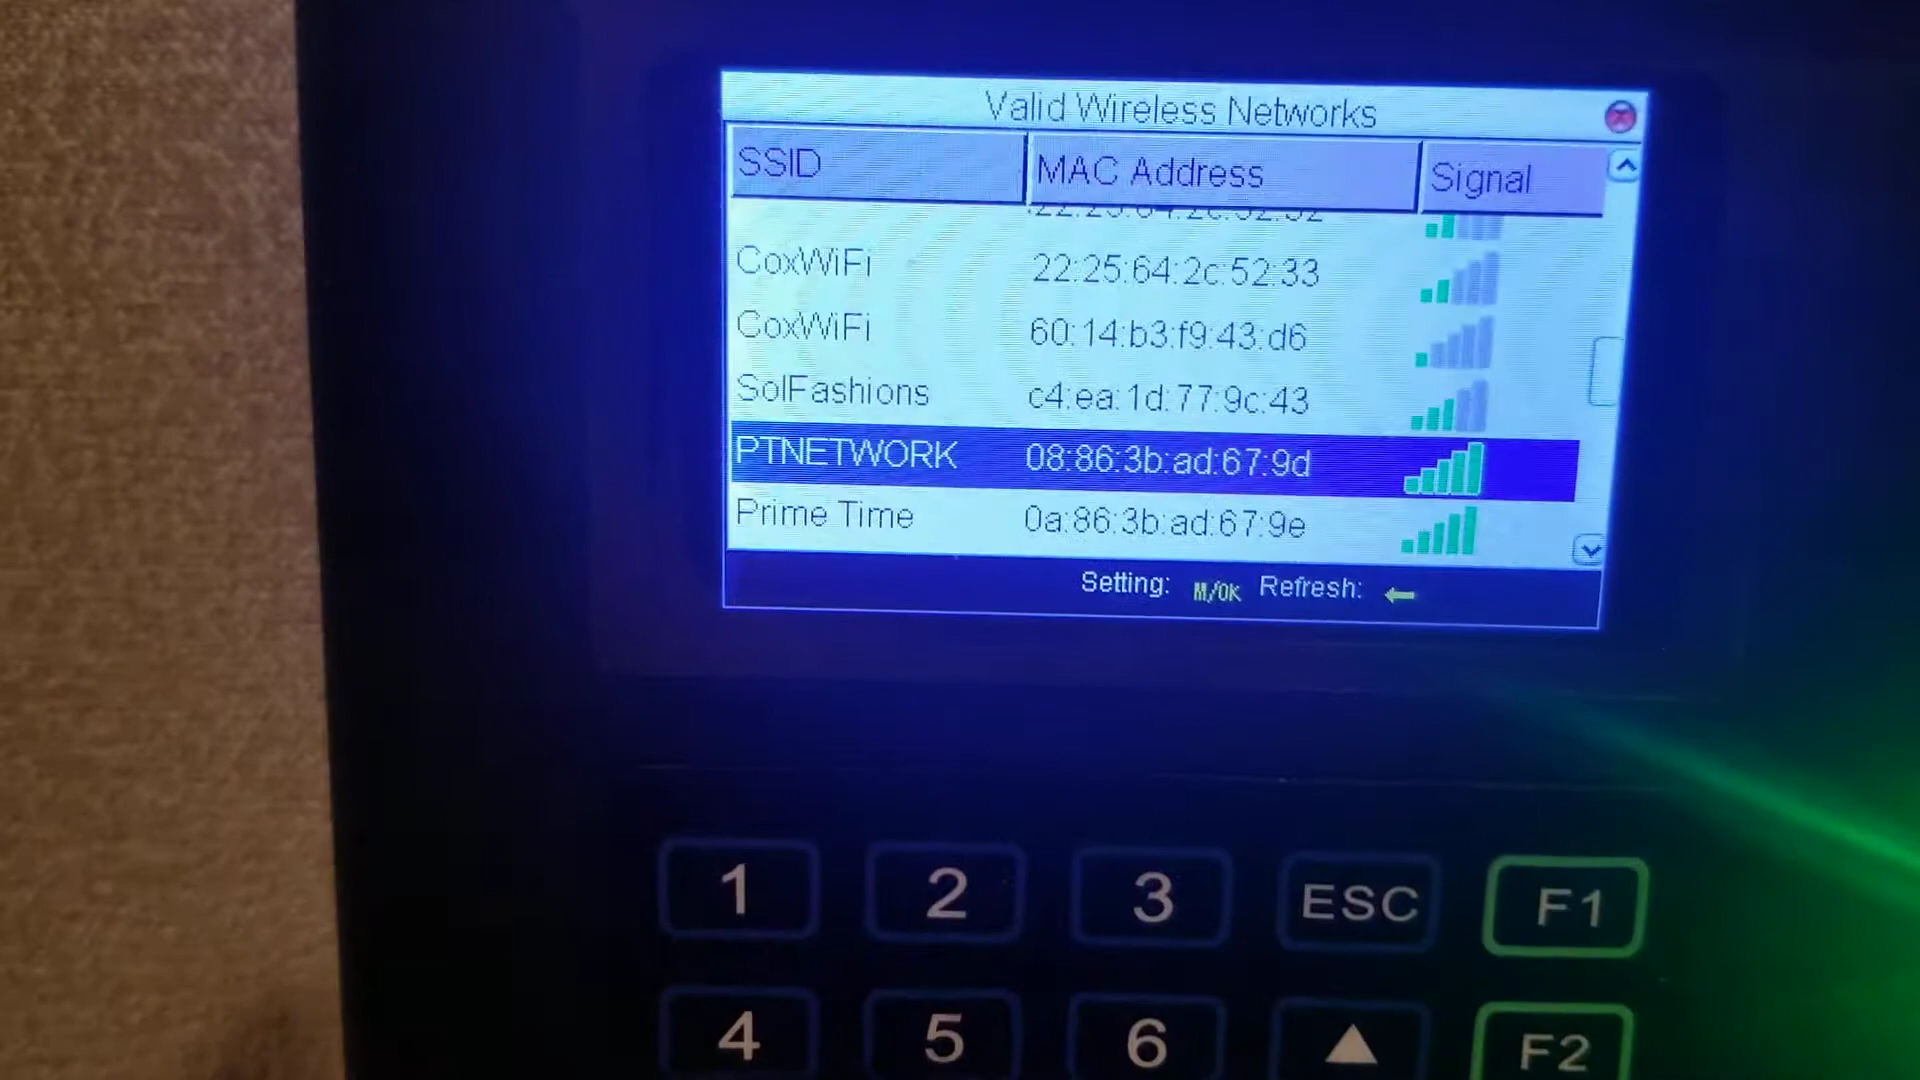 Valid Wireless Networks
SSID MAC Address Signal
CoxWiFi 22:25:64:2c:52:33
CoxWiFi 60:14:b3:f9:43:d6
SolFashions c4:ea:1d:77:9c:43
PTNETWORK 08:86:3b:ad:67:9d
Prime Time 0a:86:3b:ad:67:9e
Setting: M/OK Refresh: ←
1 2 3 ESC F1
4 5 6 ▲ F2